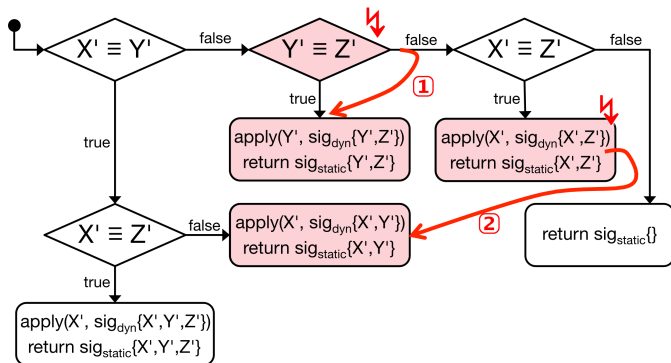 X' ≡ Y'
false
Y' ≡ Z'
false
X' ≡ Z'
false
1
true
true
true
apply(Y', sig_dyn{Y',Z'})
return sig_static{Y',Z'}
apply(X', sig_dyn{X',Z'})
return sig_static{X',Z'}
X' ≡ Z'
false
apply(X', sig_dyn{X',Y'})
return sig_static{X',Y'}
2
return sig_static{}
true
apply(X', sig_dyn{X',Y',Z'})
return sig_static{X',Y',Z'}